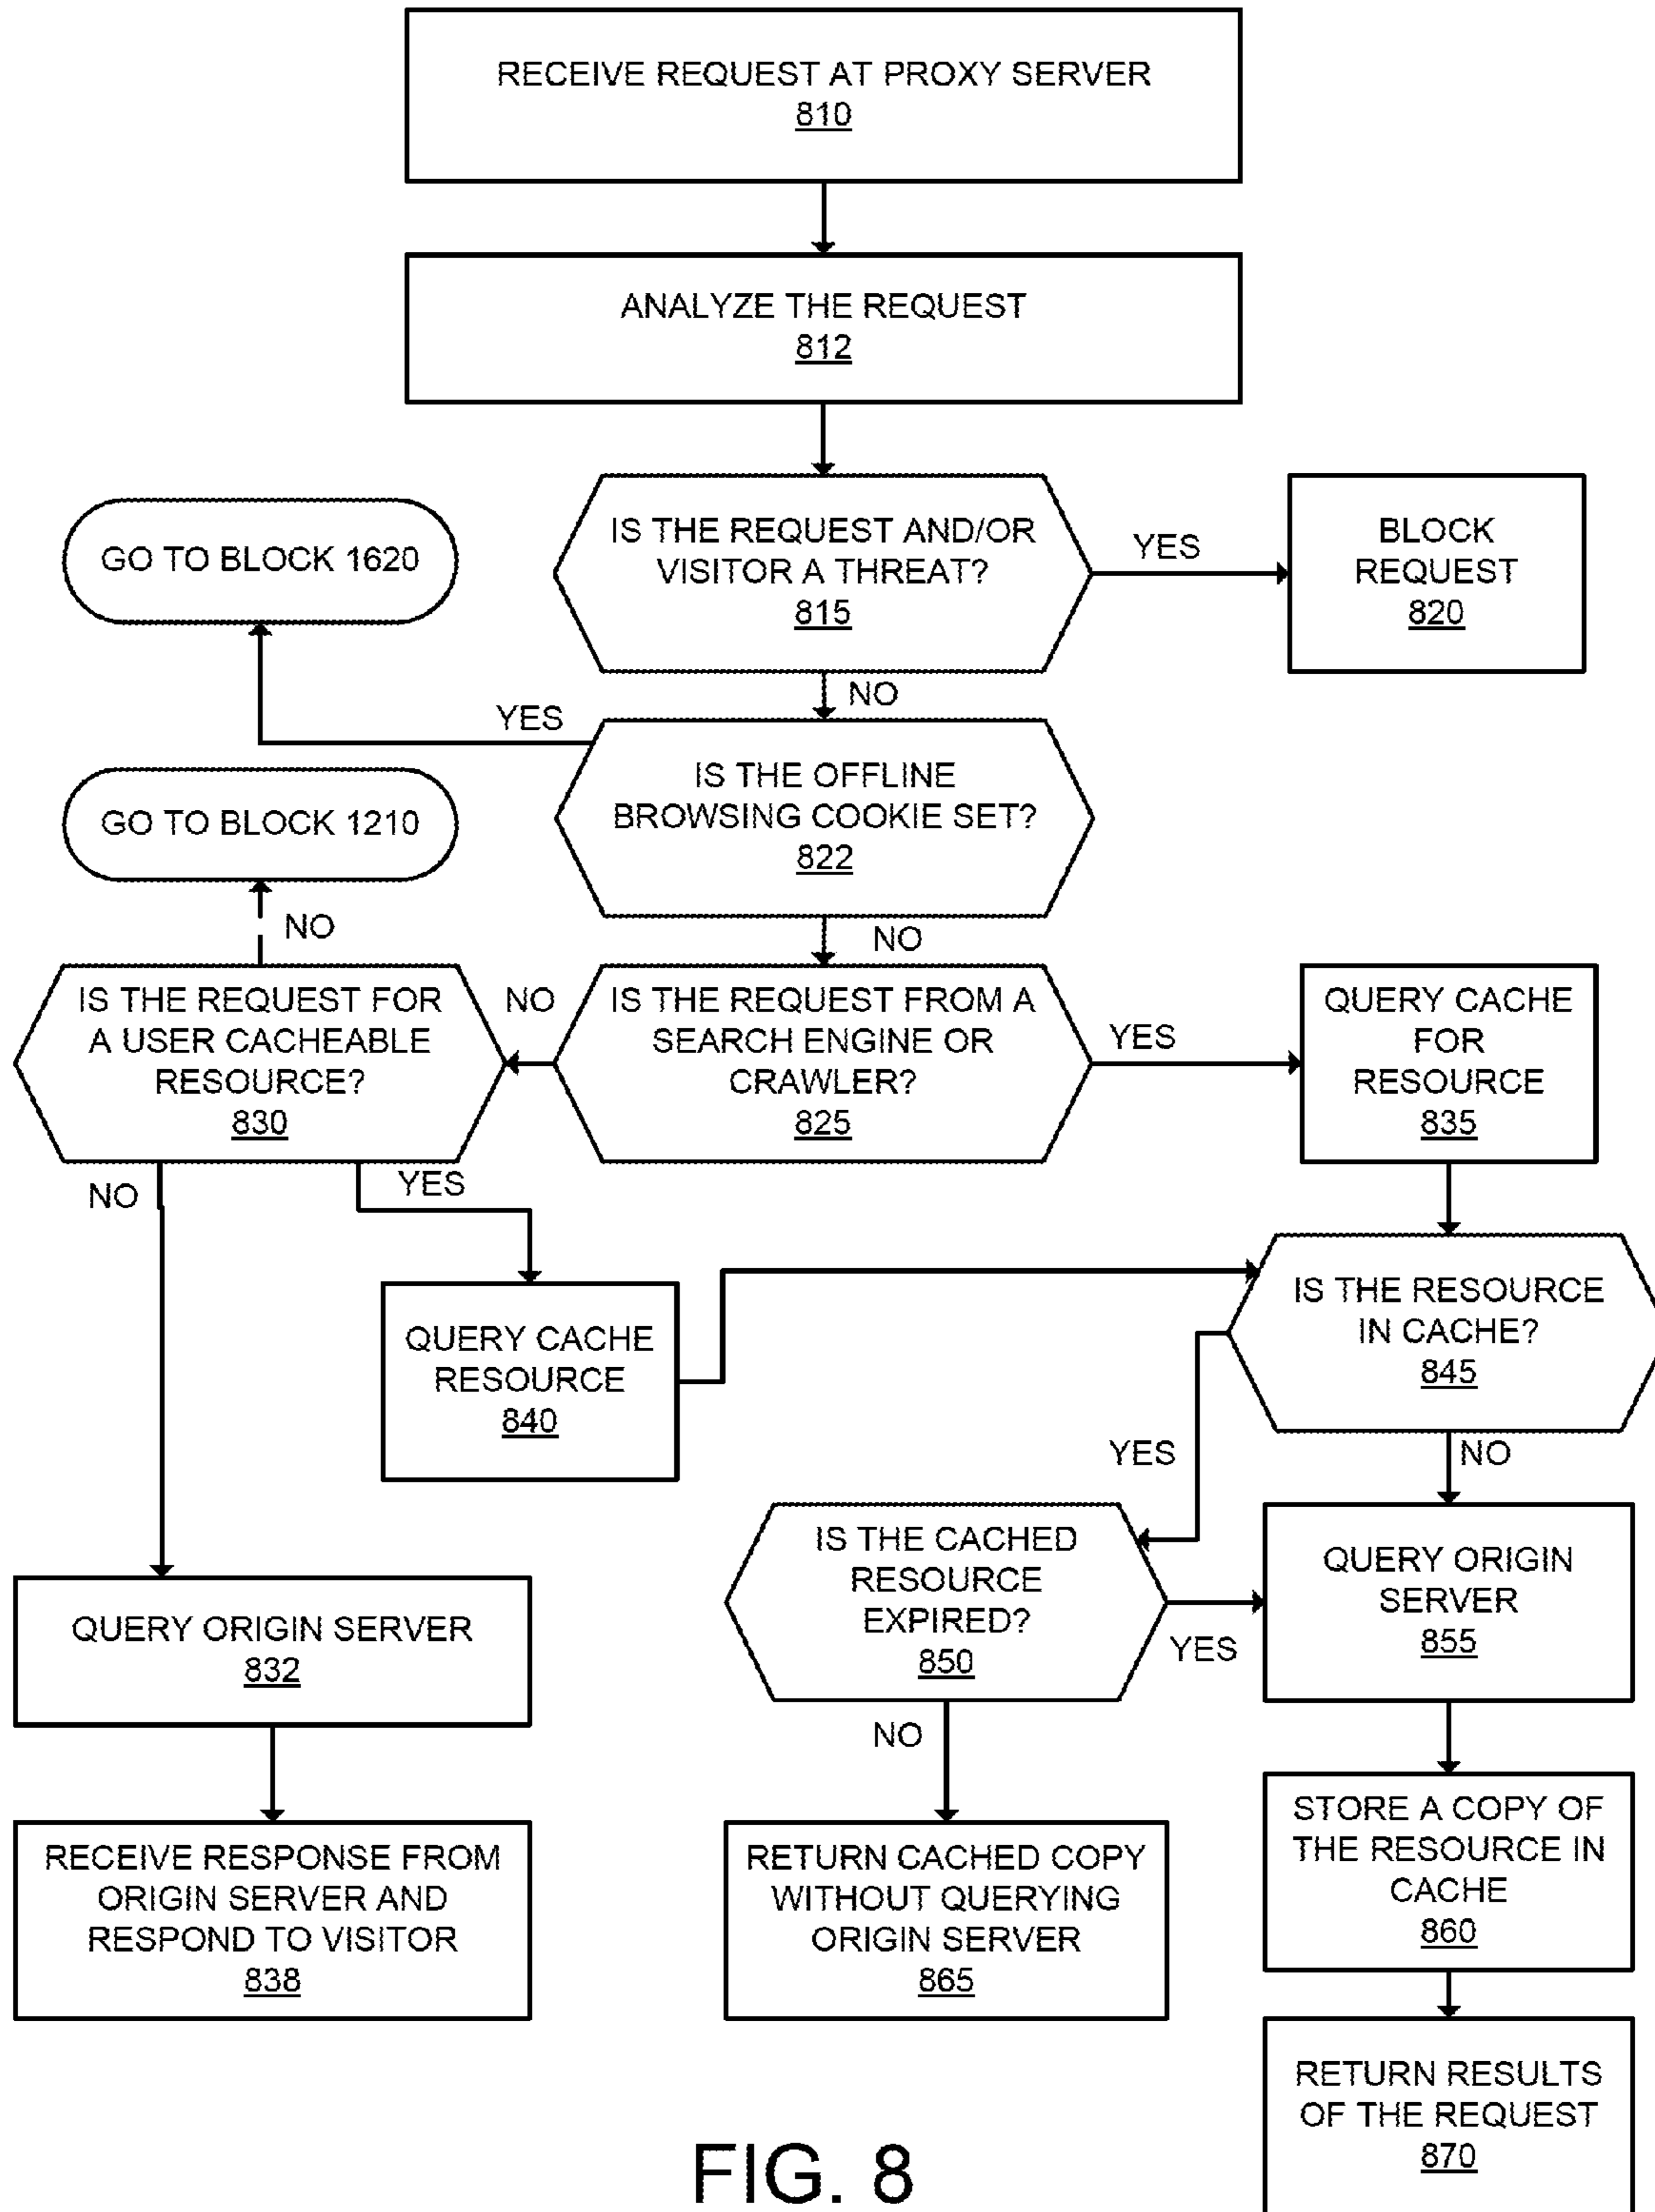 RECEIVE REQUEST AT PROXY SERVER
810
ANALYZE THE REQUEST
812
IS THE REQUEST AND/OR
VISITOR A THREAT?
815
YES
BLOCK
REQUEST
820
GO TO BLOCK 1620
NO
YES
IS THE OFFLINE
BROWSING COOKIE SET?
822
GO TO BLOCK 1210
NO
NO
IS THE REQUEST FOR
A USER CACHEABLE
RESOURCE?
830
NO
IS THE REQUEST FROM A
SEARCH ENGINE OR
CRAWLER?
825
YES
QUERY CACHE
FOR
RESOURCE
835
NO
YES
QUERY CACHE
RESOURCE
840
IS THE RESOURCE
IN CACHE?
845
YES
NO
IS THE CACHED
RESOURCE
EXPIRED?
850
YES
QUERY ORIGIN
SERVER
855
QUERY ORIGIN SERVER
832
NO
RECEIVE RESPONSE FROM
ORIGIN SERVER AND
RESPOND TO VISITOR
838
RETURN CACHED COPY
WITHOUT QUERYING
ORIGIN SERVER
865
STORE A COPY OF
THE RESOURCE IN
CACHE
860
RETURN RESULTS
OF THE REQUEST
870
FIG. 8